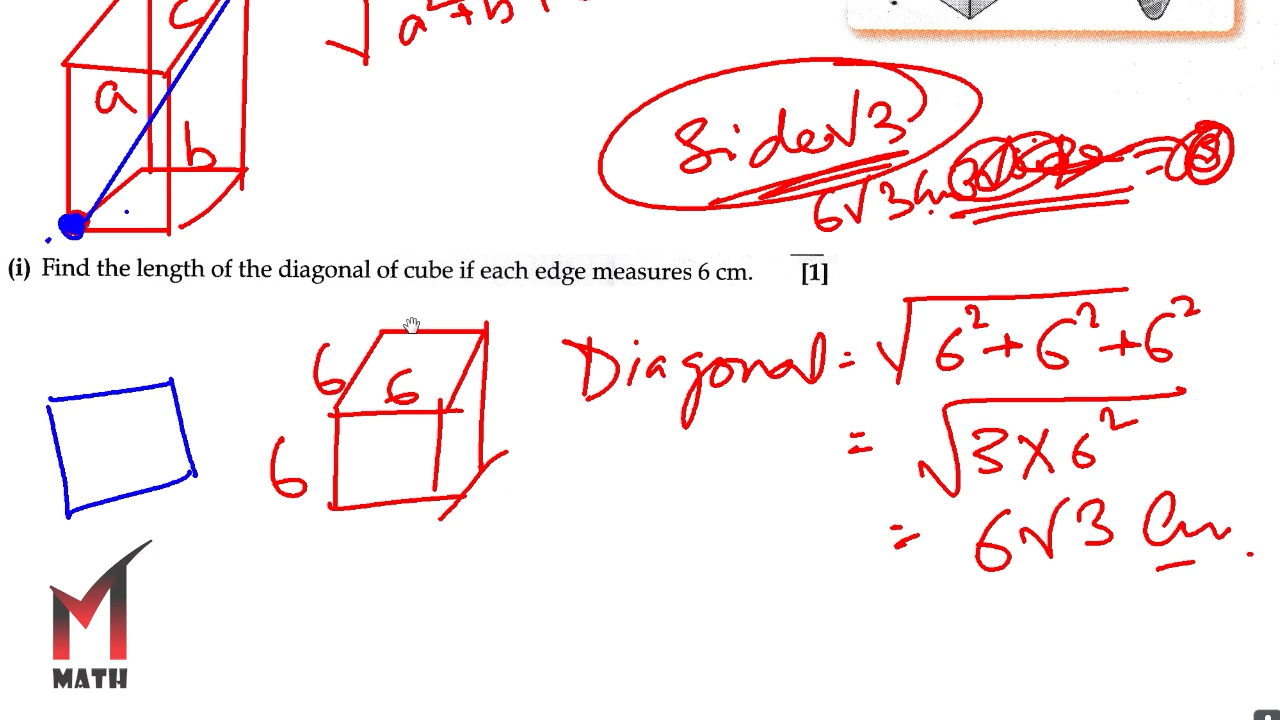 c
√a²+b²+
a
b
Side√3
6√3 cm
(i) Find the length of the diagonal of cube if each edge measures 6 cm. [1]
6
6
6
Diagonal = √6²+6²+6²
= √3×6²
= 6√3 cm.
MATH